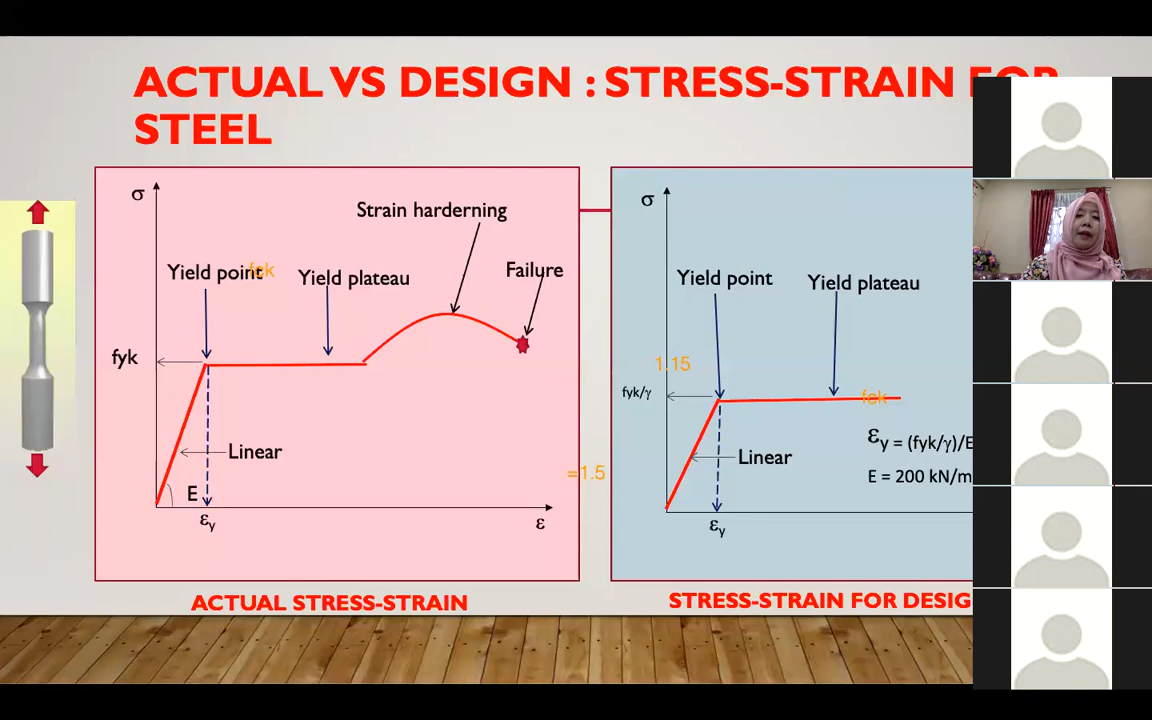 ACTUAL VS DESIGN : STRESS-STRAIN FOR
STEEL
σ
Strain harderning
Yield point
fck
Yield plateau
Failure
fyk
Linear
E
εy
ε
=1.5
ACTUAL STRESS-STRAIN
σ
Yield point
Yield plateau
1.15
fyk/γ
fck
εy = (fyk/γ)/E
Linear
E = 200 kN/m
εy
STRESS-STRAIN FOR DESIG